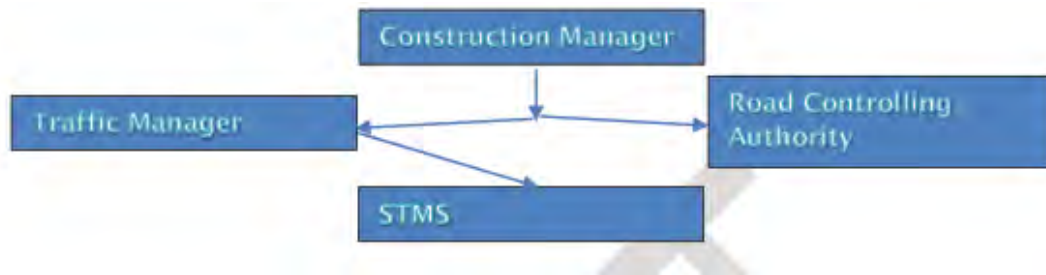 Construction Manager
Traffic Manager
Road Controlling
Authority
STMS